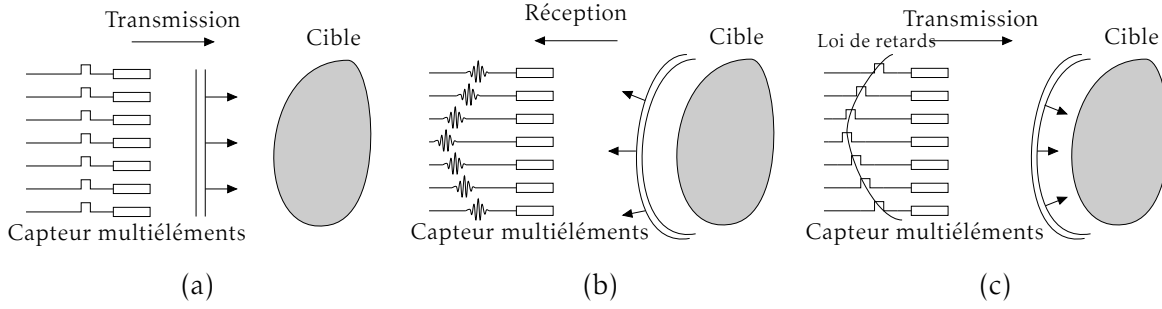 Transmission
Cible
Capteur multiéléments
(a)
Réception
Cible
Capteur multiéléments
(b)
Transmission
Loi de retards
Cible
Capteur multiéléments
(c)